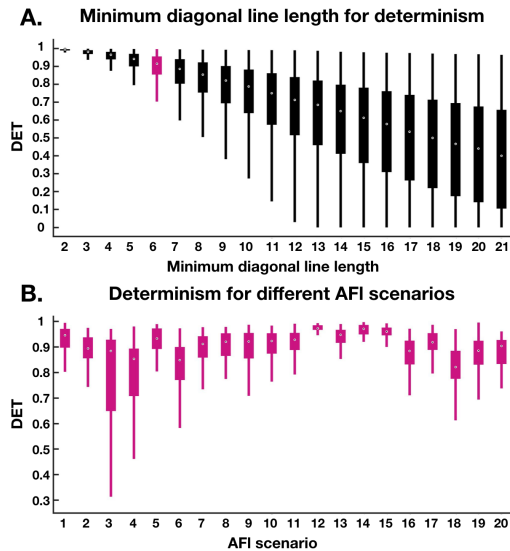 A. Minimum diagonal line length for determinism
1
0.9
0.8
0.7
0.6
0.5
0.4
0.3
0.2
0.1
0
DET
2 3 4 5 6 7 8 9 10 11 12 13 14 15 16 17 18 19 20 21
Minimum diagonal line length
B. Determinism for different AFl scenarios
1
0.9
0.8
0.7
0.6
0.5
0.4
0.3
DET
1 2 3 4 5 6 7 8 9 10 11 12 13 14 15 16 17 18 19 20
AFl scenario